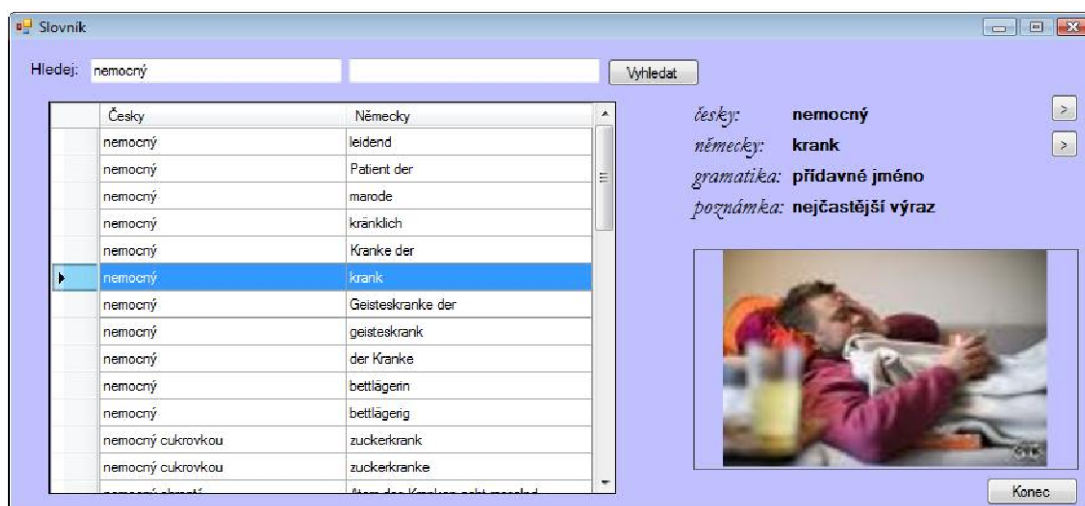 Slovník
Hledej: nemocný Vyhledat
Česky Německy
nemocný leidend
nemocný Patient der
nemocný marode
nemocný kränklich
nemocný Kranke der
nemocný krank
nemocný Geisteskranke der
nemocný geisteskrank
nemocný der Kranke
nemocný bettlägerin
nemocný bettlägerig
nemocný cukrovkou zuckerkrank
nemocný cukrovkou zuckerkranke
česky: nemocný >
německy: krank >
gramatika: přídavné jméno
poznámka: nejčastější výraz
Konec